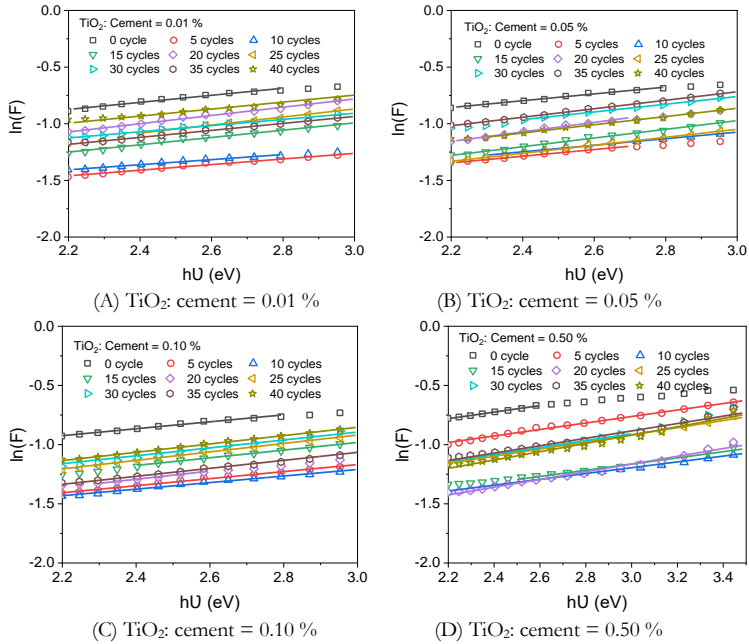 TiO₂: Cement = 0.01 %
0 cycle 5 cycles 10 cycles
15 cycles 20 cycles 25 cycles
30 cycles 35 cycles 40 cycles
0.0
-0.5
-1.0
-1.5
-2.0
ln(F)
2.2 2.4 2.6 2.8 3.0
hʋ (eV)
(A) TiO₂: cement = 0.01 %
TiO₂: Cement = 0.05 %
0 cycle 5 cycles 10 cycles
15 cycles 20 cycles 25 cycles
30 cycles 35 cycles 40 cycles
0.0
-0.5
-1.0
-1.5
-2.0
ln(F)
2.2 2.4 2.6 2.8 3.0
hʋ (eV)
(B) TiO₂: cement = 0.05 %
TiO₂: Cement = 0.10 %
0 cycle 5 cycles 10 cycles
15 cycles 20 cycles 25 cycles
30 cycles 35 cycles 40 cycles
0.0
-0.5
-1.0
-1.5
-2.0
ln(F)
2.2 2.4 2.6 2.8 3.0
hʋ (eV)
(C) TiO₂: cement = 0.10 %
TiO₂: Cement = 0.50 %
0 cycle 5 cycles 10 cycles
15 cycles 20 cycles 25 cycles
30 cycles 35 cycles 40 cycles
0.0
-0.5
-1.0
-1.5
-2.0
ln(F)
2.2 2.4 2.6 2.8 3.0 3.2 3.4
hʋ (eV)
(D) TiO₂: cement = 0.50 %